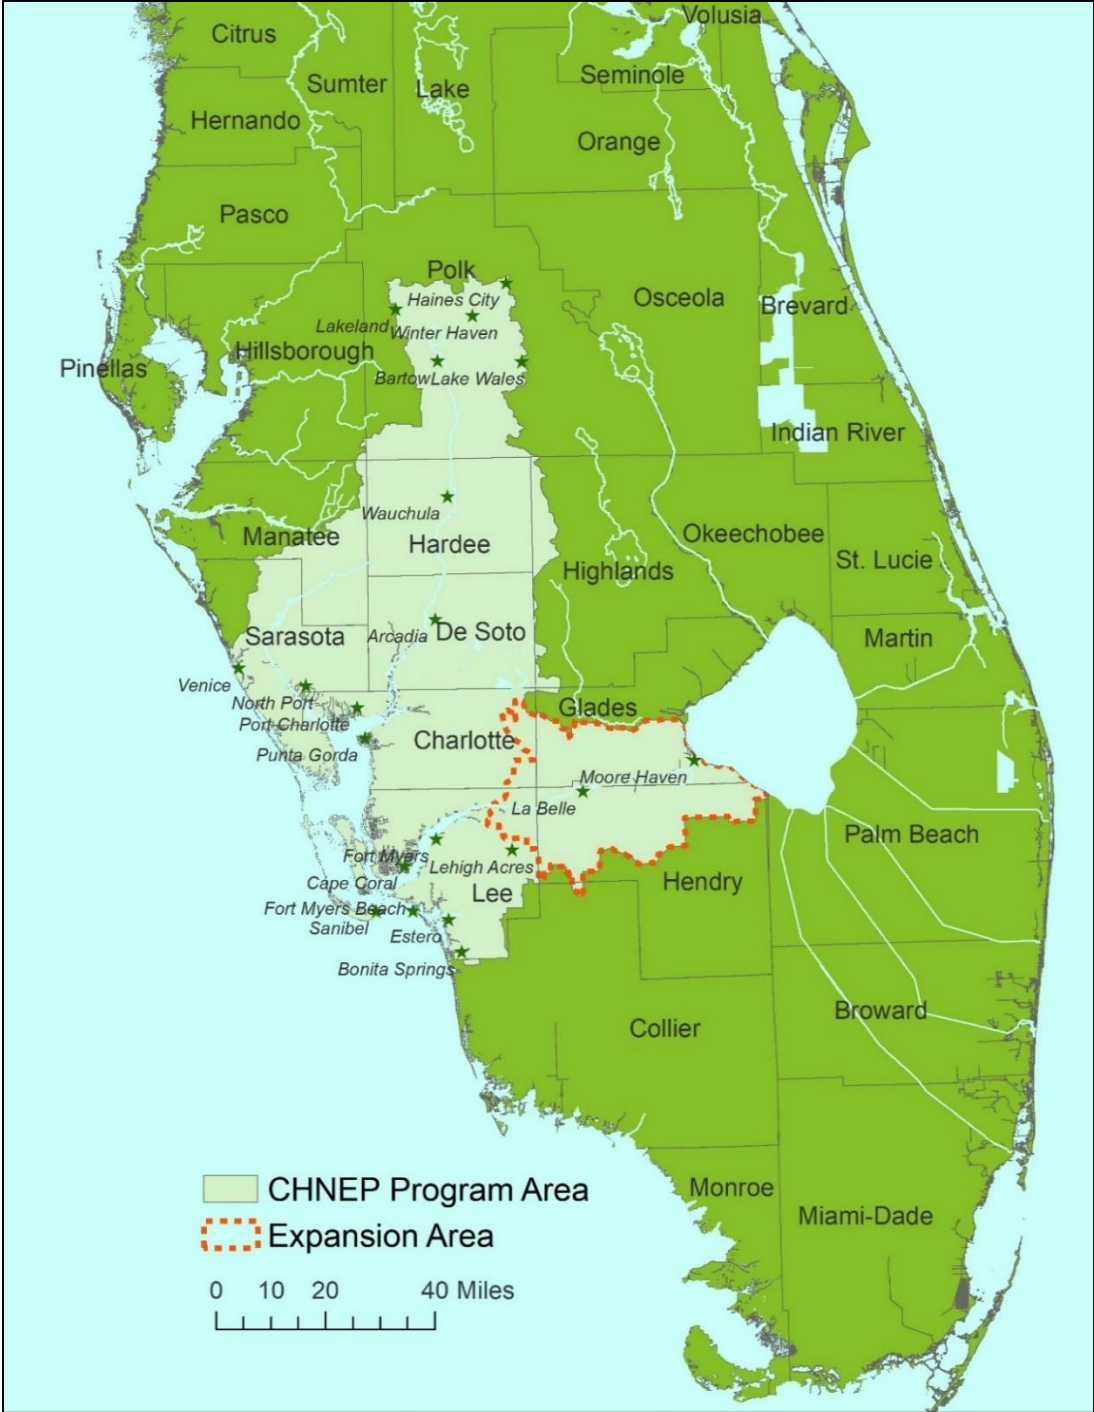 Volusia
Citrus
Sumter
Lake
Seminole
Hernando
Orange
Pasco
Polk
Haines City
Osceola
Brevard
Lakeland
Winter Haven
Hillsborough
Pinellas
Bartow
Lake Wales
Indian River
Wauchula
Manatee
Hardee
Okeechobee
St. Lucie
Highlands
Sarasota
Arcadia
De Soto
Martin
Venice
North Port
Glades
Port Charlotte
Charlotte
Punta Gorda
Moore Haven
La Belle
Palm Beach
Fort Myers
Lehigh Acres
Cape Coral
Lee
Hendry
Fort Myers Beach
Sanibel
Estero
Bonita Springs
Broward
Collier
Monroe
Miami-Dade
CHNEP Program Area
Expansion Area
0 10 20 40 Miles